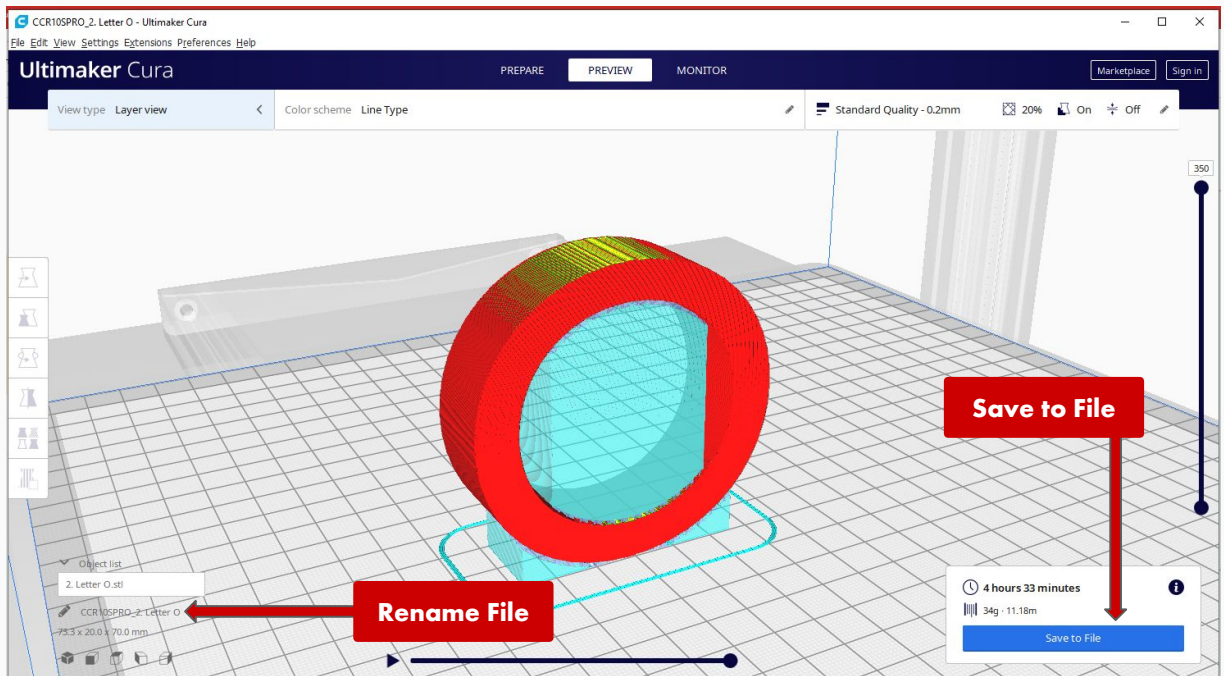 CCR10SPRO_2. Letter O - Ultimaker Cura
File Edit View Settings Extensions Preferences Help
Ultimaker Cura
PREPARE PREVIEW MONITOR
Marketplace Sign in
View type Layer view
Color scheme Line Type
Standard Quality - 0.2mm 20% On Off
350
Save to File
Object list
2. Letter O.stl
CCR10SPRO_2. Letter O
73.3 x 20.0 x 70.0 mm
Rename File
4 hours 33 minutes
34g · 11.18m
Save to File